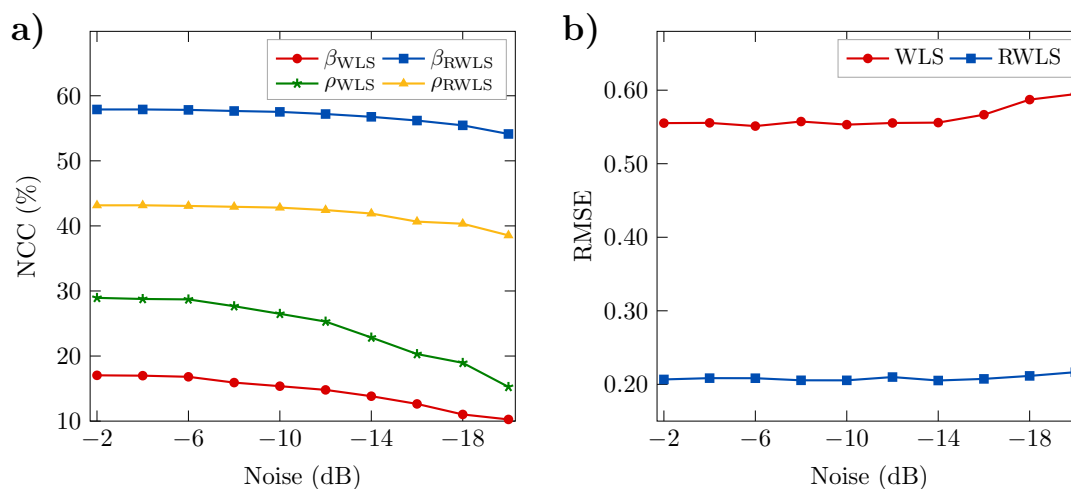 a)
β_WLS β_RWLS
ρ_WLS ρ_RWLS
NCC (%)
60
50
40
30
20
10
−2 −6 −10 −14 −18
Noise (dB)
b)
WLS RWLS
RMSE
0.60
0.50
0.40
0.30
0.20
−2 −6 −10 −14 −18
Noise (dB)